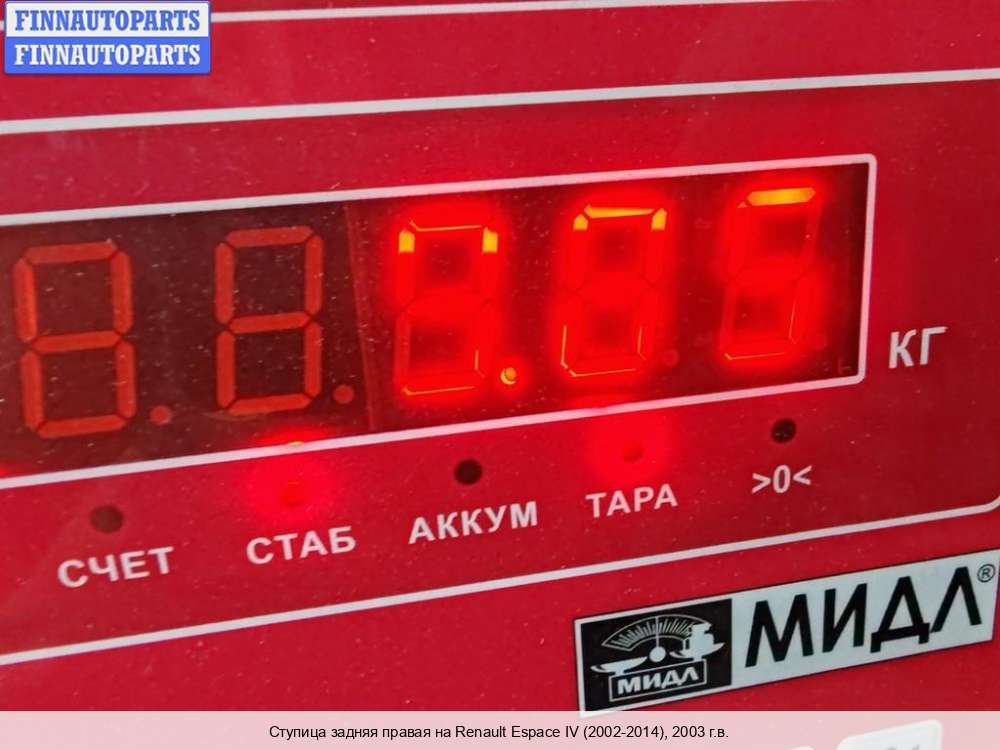 FINNAUTOPARTS
FINNAUTOPARTS
КГ
СЧЕТ СТАБ АККУМ ТАРА >0<
МИДЛ®
МИДЛ
Ступица задняя правая на Renault Espace IV (2002-2014), 2003 г.в.